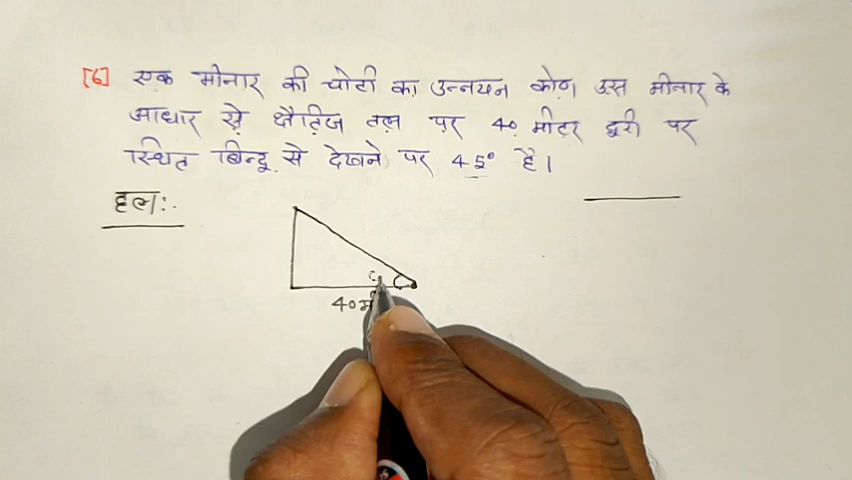 [6] एक मीनार की चोटी का उन्नयन कोण उस मीनार के
आधार से क्षैतिज तल पर 40 मीटर दूरी पर
स्थित बिन्दु से देखने पर 45° है।
हल:-
40मी